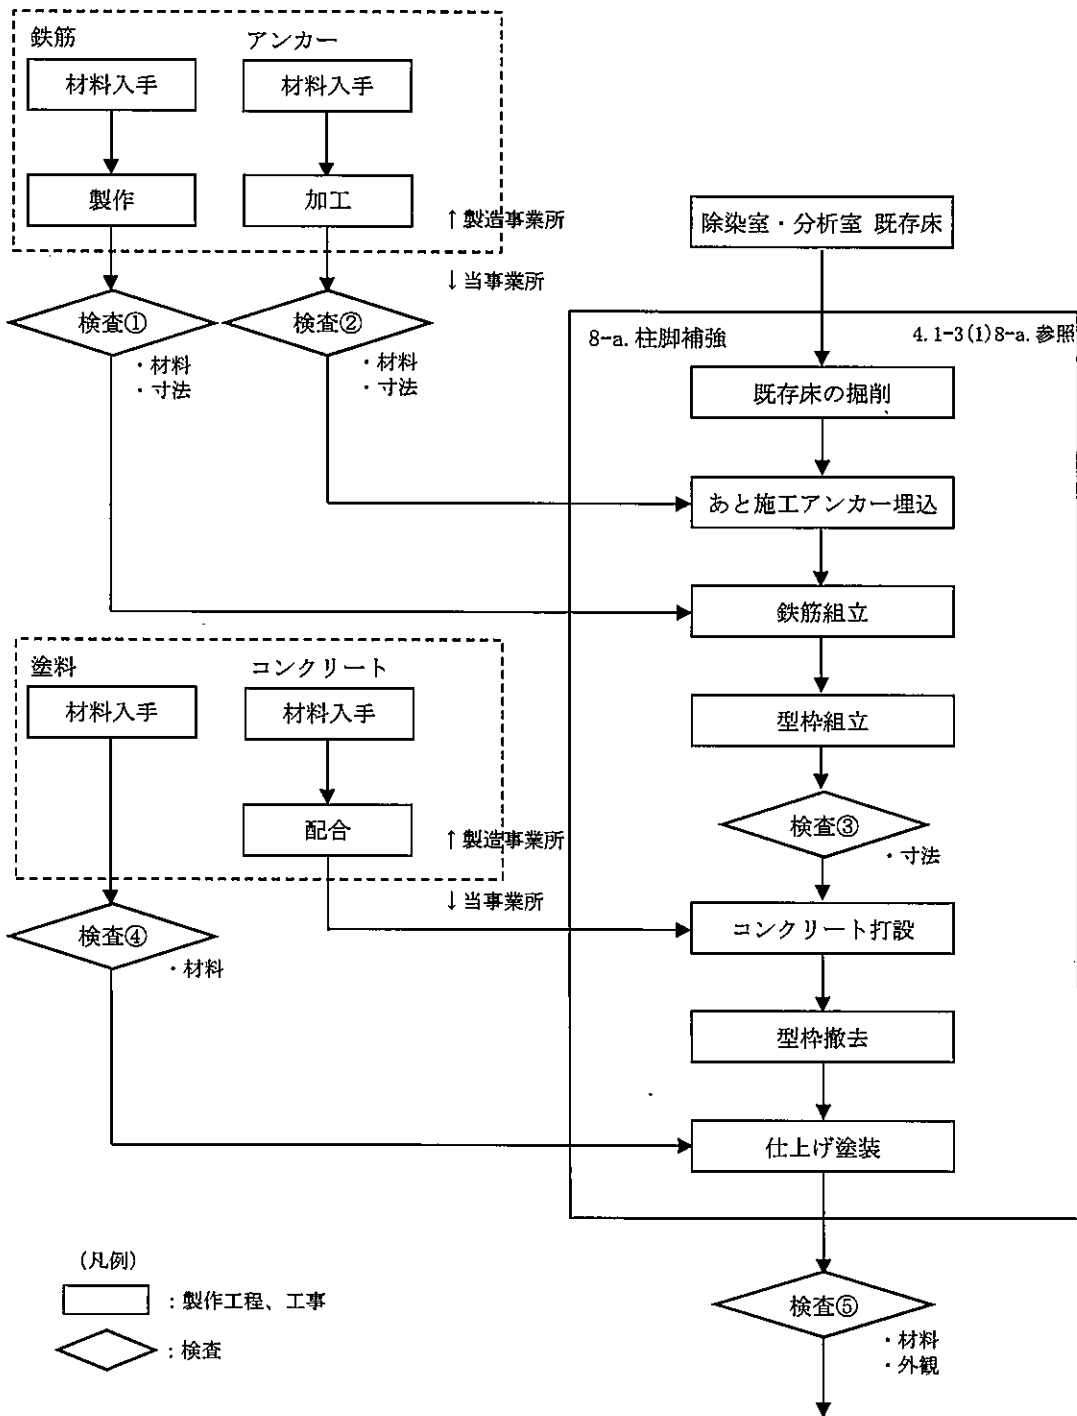 鉄筋
アンカー
材料入手
材料入手
製作
加工
↑製造事業所
↓当事業所
検査①
・材料
・寸法
検査②
・材料
・寸法
除染室・分析室 既存床
8-a.柱脚補強
4.1-3(1)8-a.参照
既存床の掘削
あと施工アンカー埋込
鉄筋組立
型枠組立
検査③
・寸法
塗料
コンクリート
材料入手
材料入手
配合
↑製造事業所
↓当事業所
検査④
・材料
コンクリート打設
型枠撤去
仕上げ塗装
検査⑤
・材料
・外観
(凡例)
：製作工程、工事
：検査